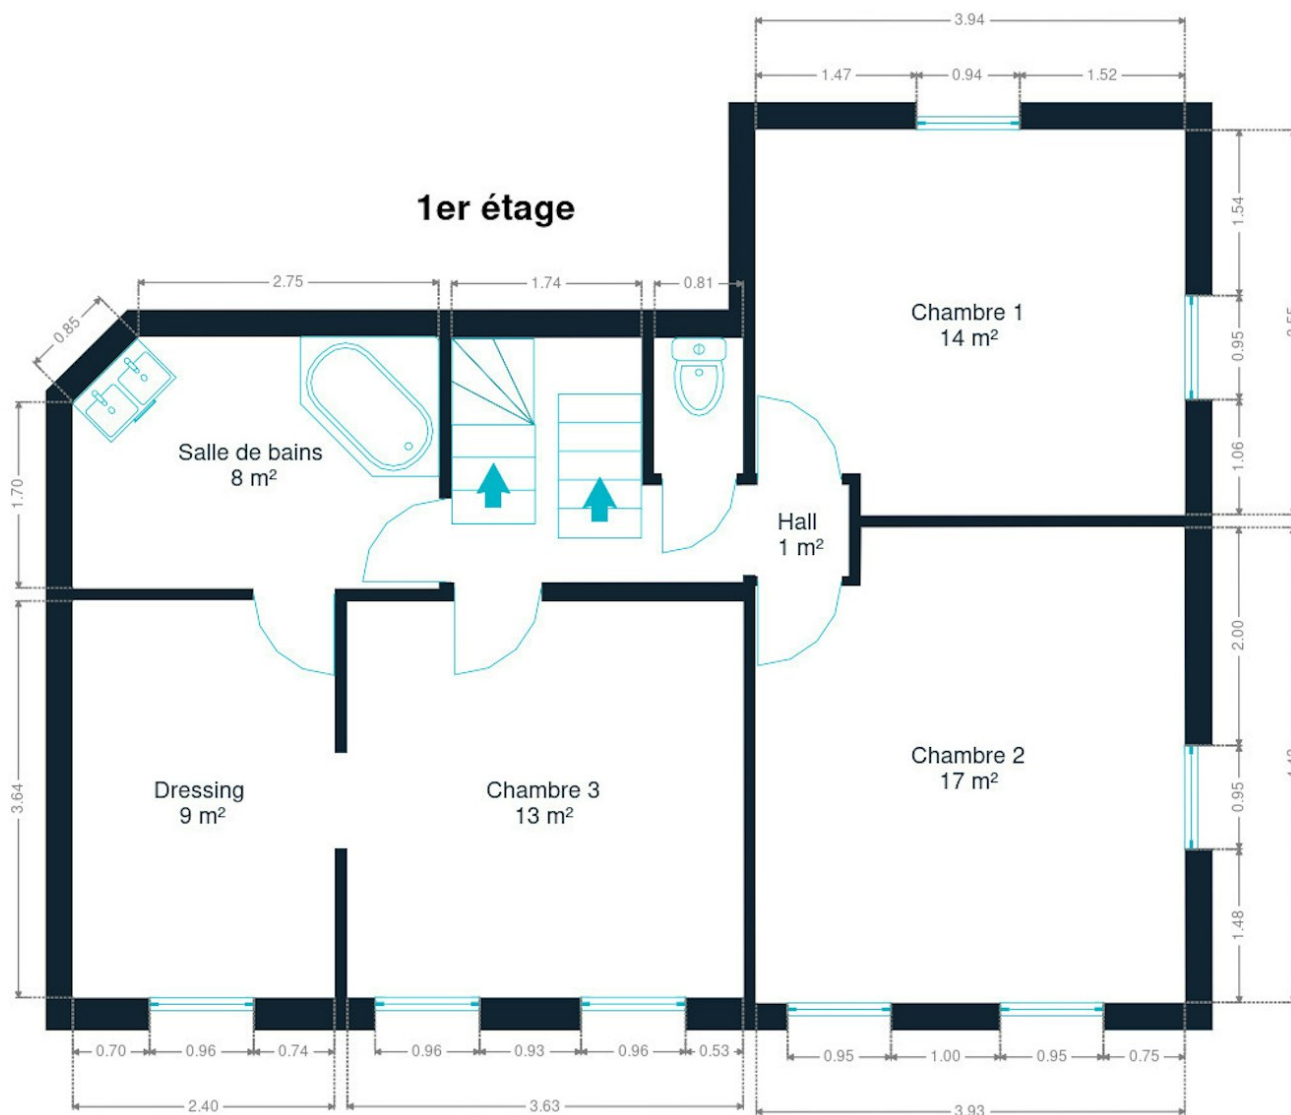 3.94
1.47
0.94
1.52
1er étage
1.54
2.75
1.74
0.81
0.85
Chambre 1
14 m²
0.95
Salle de bains
8 m²
1.06
1.70
Hall
1 m²
2.00
Chambre 2
17 m²
3.64
Dressing
9 m²
Chambre 3
13 m²
0.95
1.48
0.70
0.96
0.74
0.96
0.93
0.96
0.53
0.95
1.00
0.95
0.75
2.40
3.63
3.93